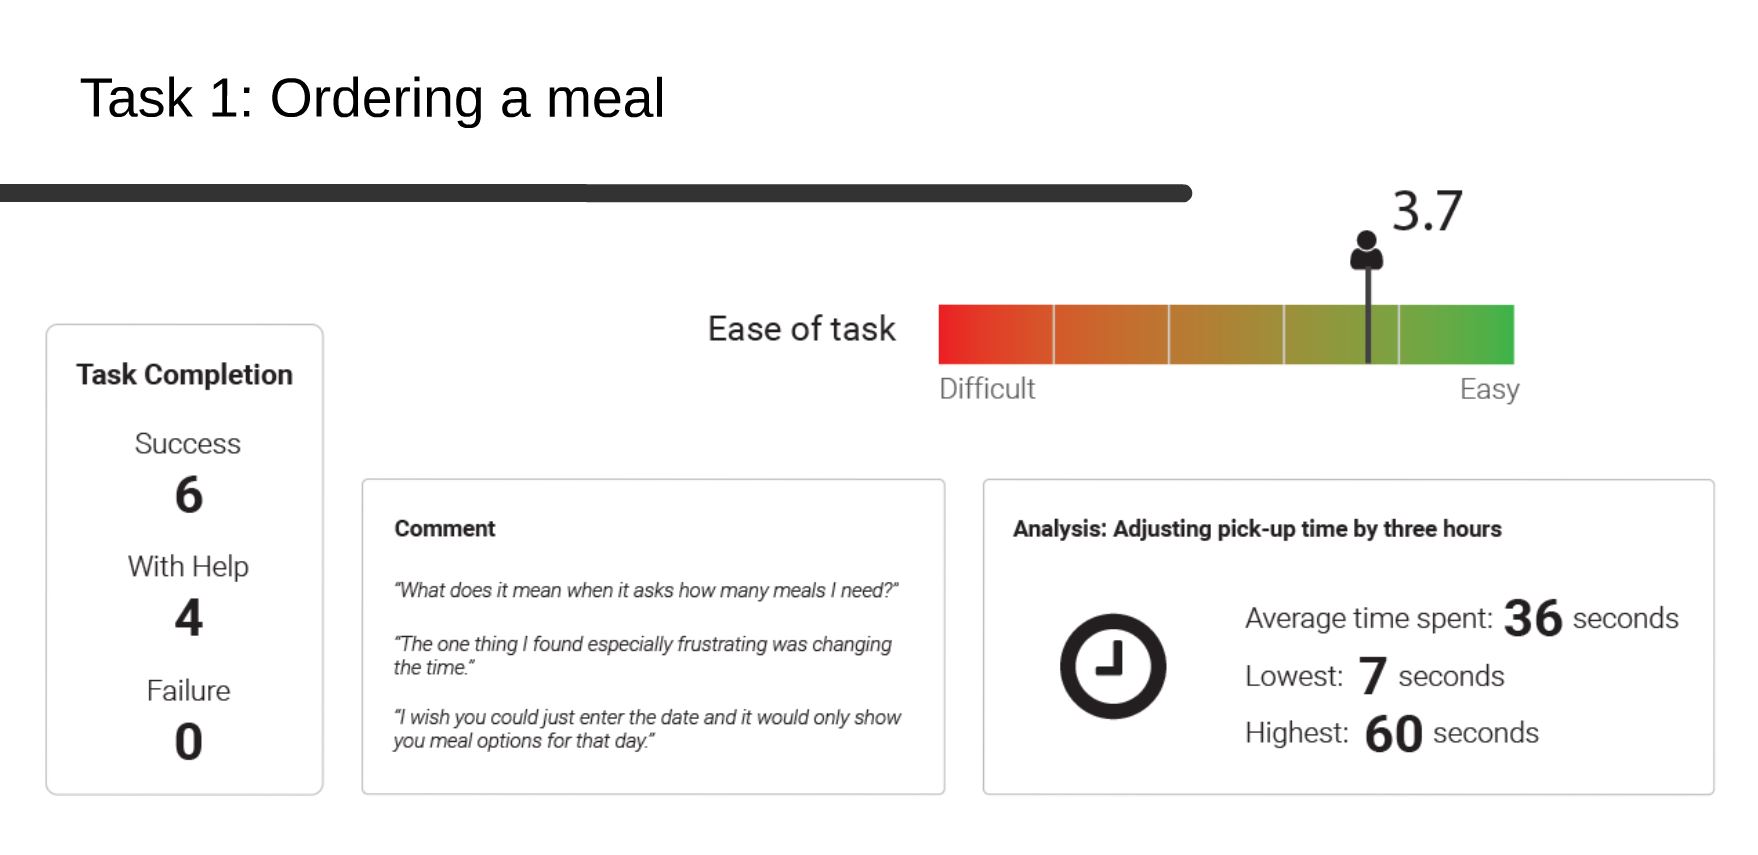 Task 1: Ordering a meal
3.7
Ease of task
Difficult
Easy
Task Completion
Success
6
With Help
4
Failure
0
Comment
“What does it mean when it asks how many meals I need?”
“The one thing I found especially frustrating was changing
the time.”
“I wish you could just enter the date and it would only show
you meal options for that day.”
Analysis: Adjusting pick-up time by three hours
Average time spent: 36 seconds
Lowest: 7 seconds
Highest: 60 seconds